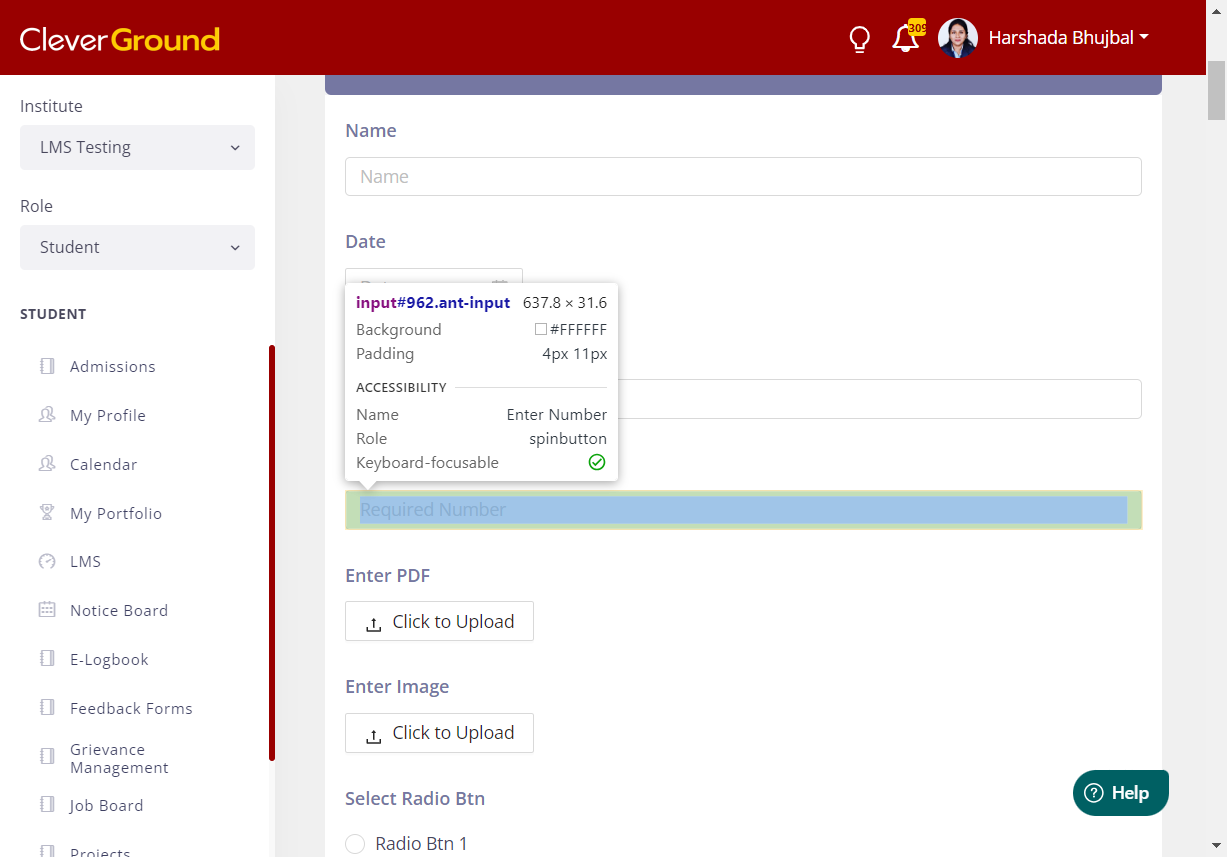 CleverGround
309
Harshada Bhujbal
Institute
LMS Testing
Role
Student
STUDENT
Admissions
My Profile
Calendar
My Portfolio
LMS
Notice Board
E-Logbook
Feedback Forms
Grievance
Management
Job Board
Projects
Name
Name
Date
input#962.ant-input 637.8 × 31.6
Background #FFFFFF
Padding 4px 11px
ACCESSIBILITY
Name Enter Number
Role spinbutton
Keyboard-focusable
Required Number
Enter PDF
Click to Upload
Enter Image
Click to Upload
Select Radio Btn
Radio Btn 1
Help